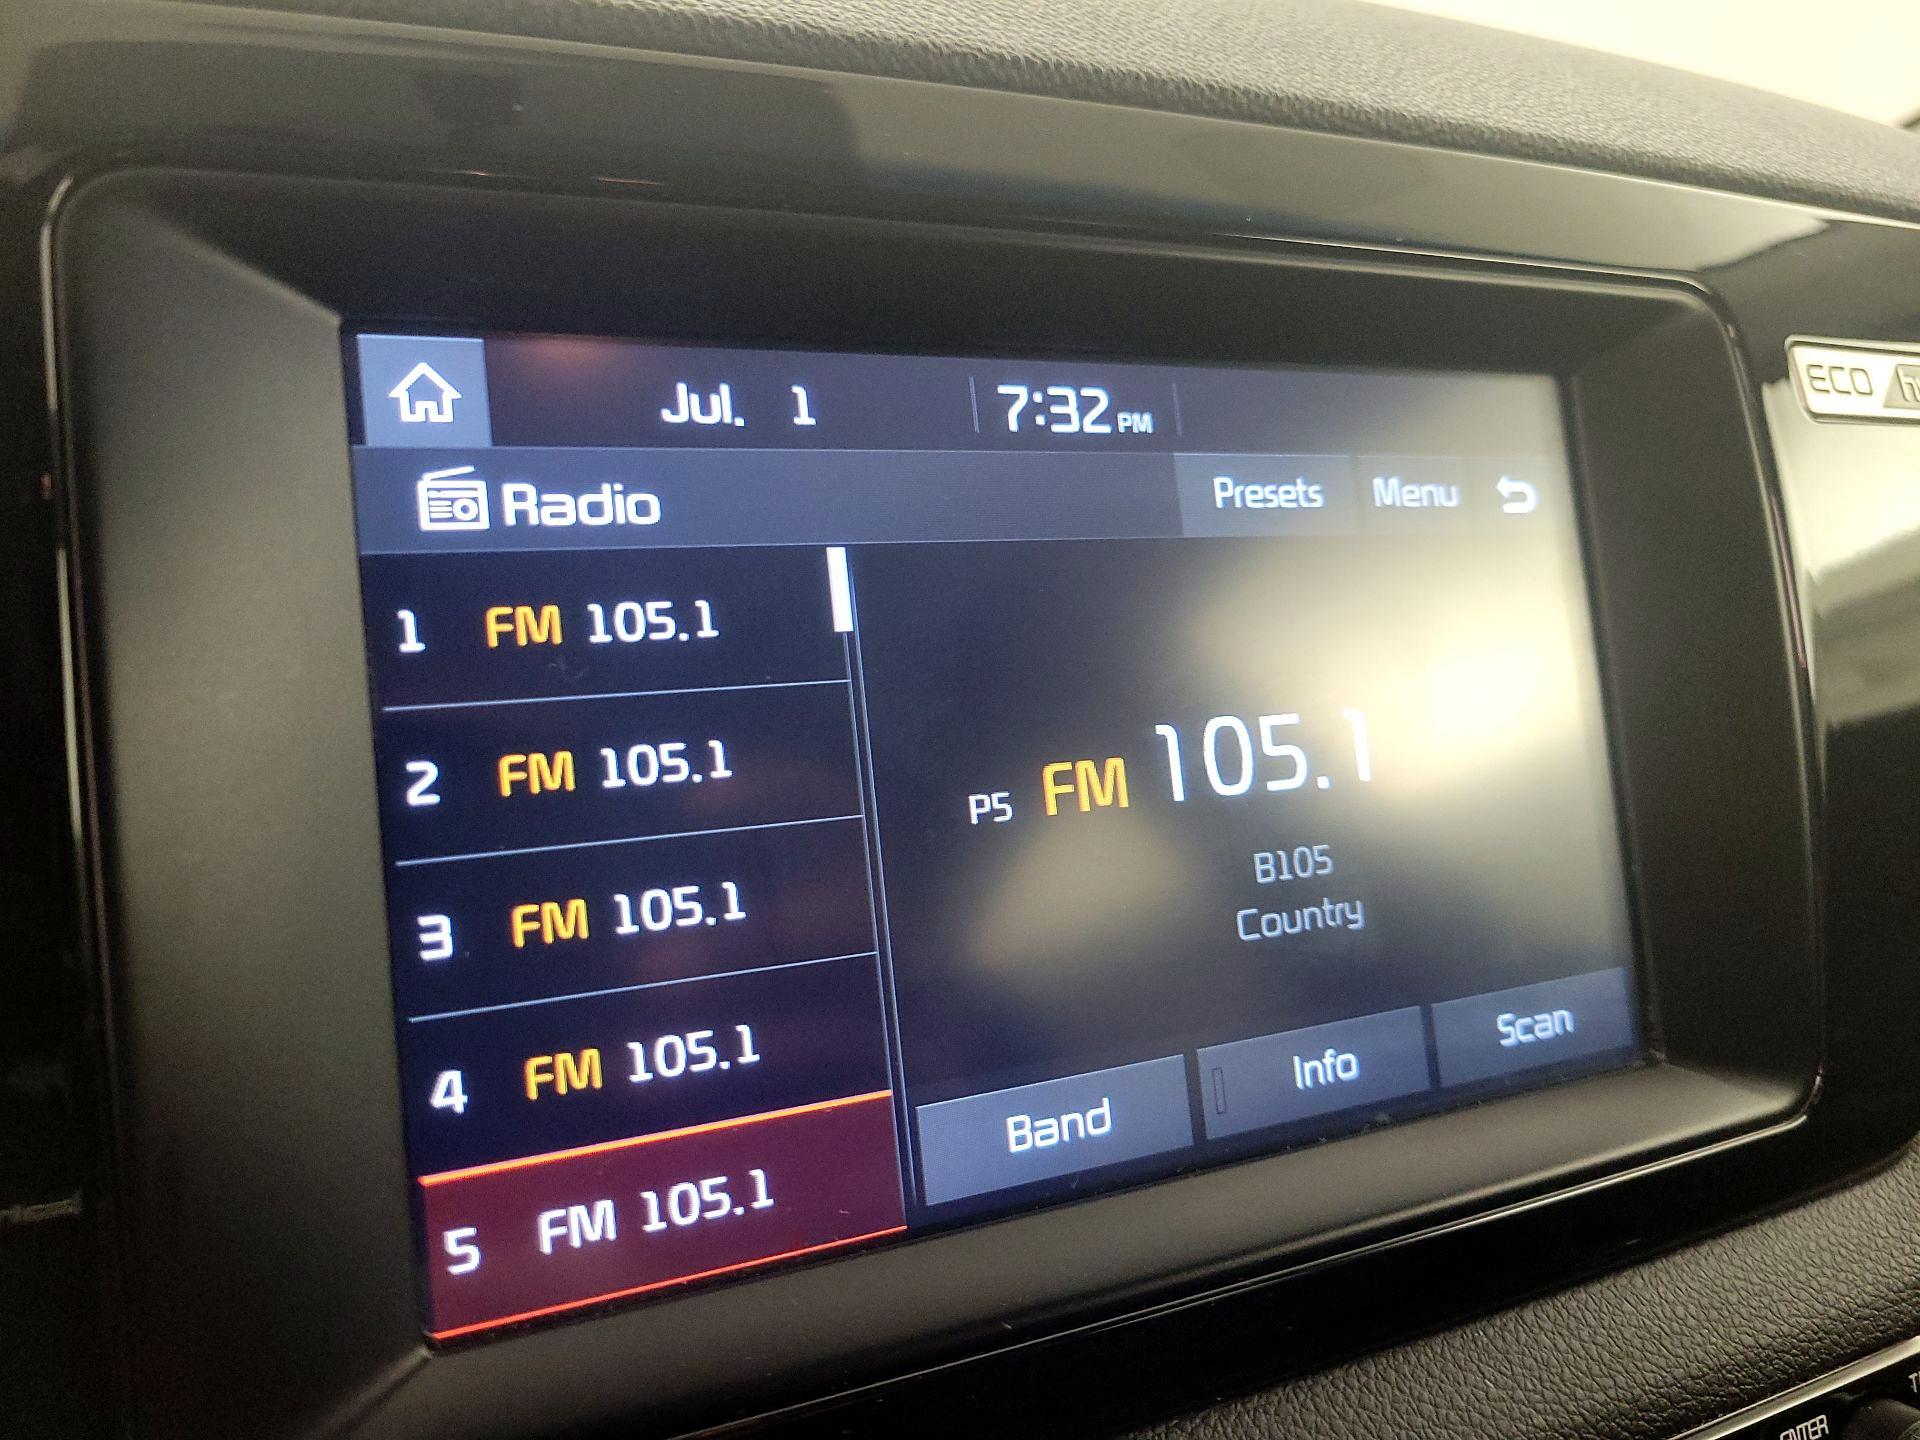 Jul. 1 7:32 PM
ECO
Radio Presets Menu
1 FM 105.1
2 FM 105.1
3 FM 105.1
4 FM 105.1
5 FM 105.1
P5 FM 105.1
B105
Country
Band Info Scan
ENTER